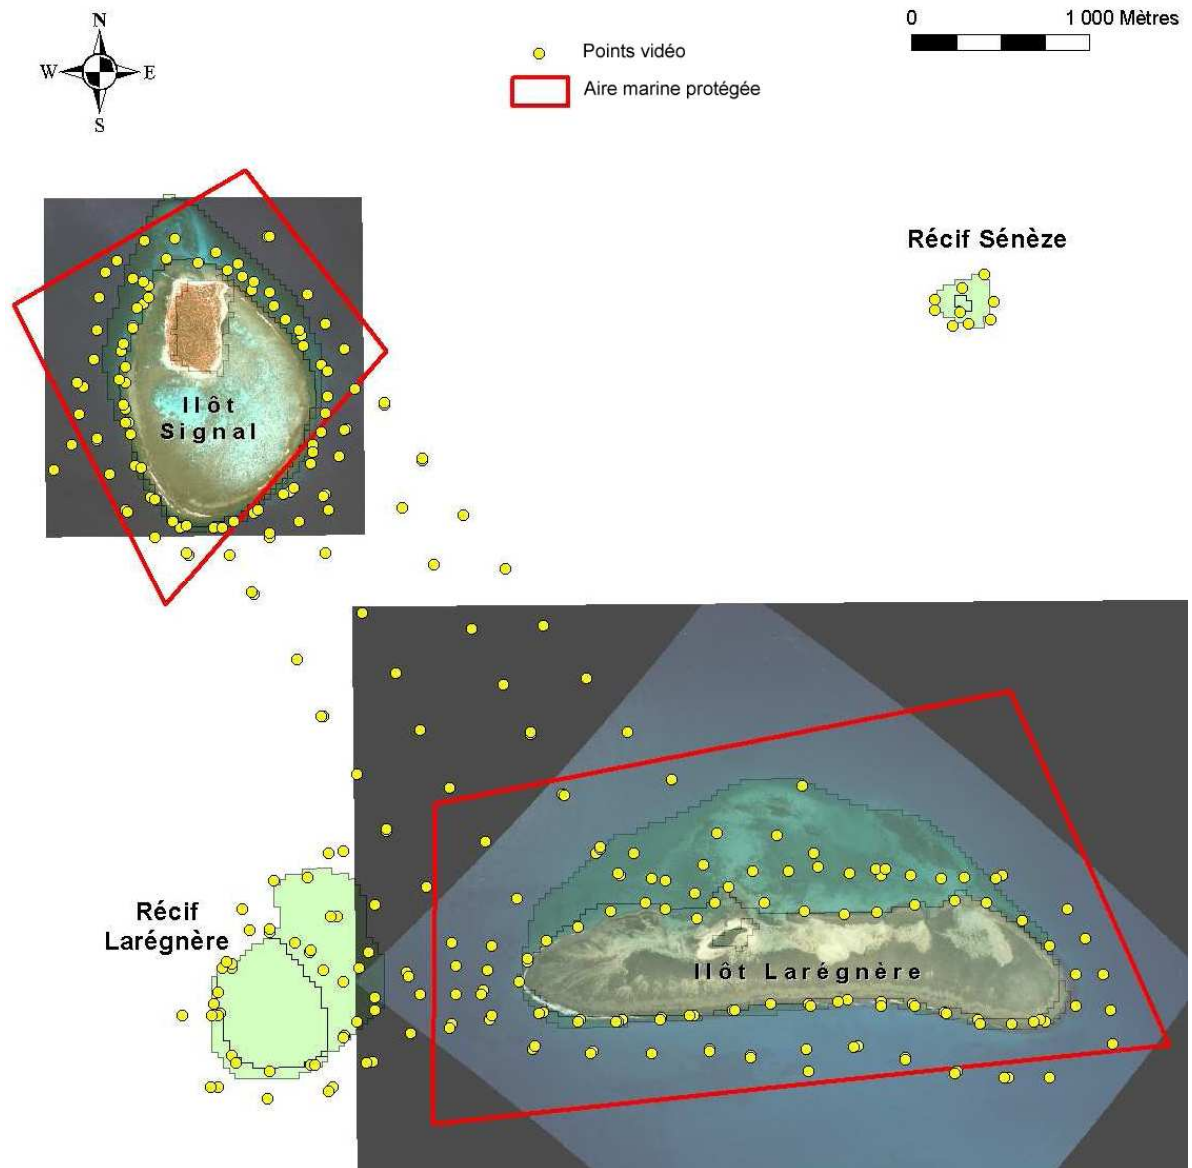 N
W E
S
0 1 000 Mètres
Points vidéo
Aire marine protégée
Récif Sénèze
Ilôt
Signal
Récif
Larégnère
Ilôt Larégnère